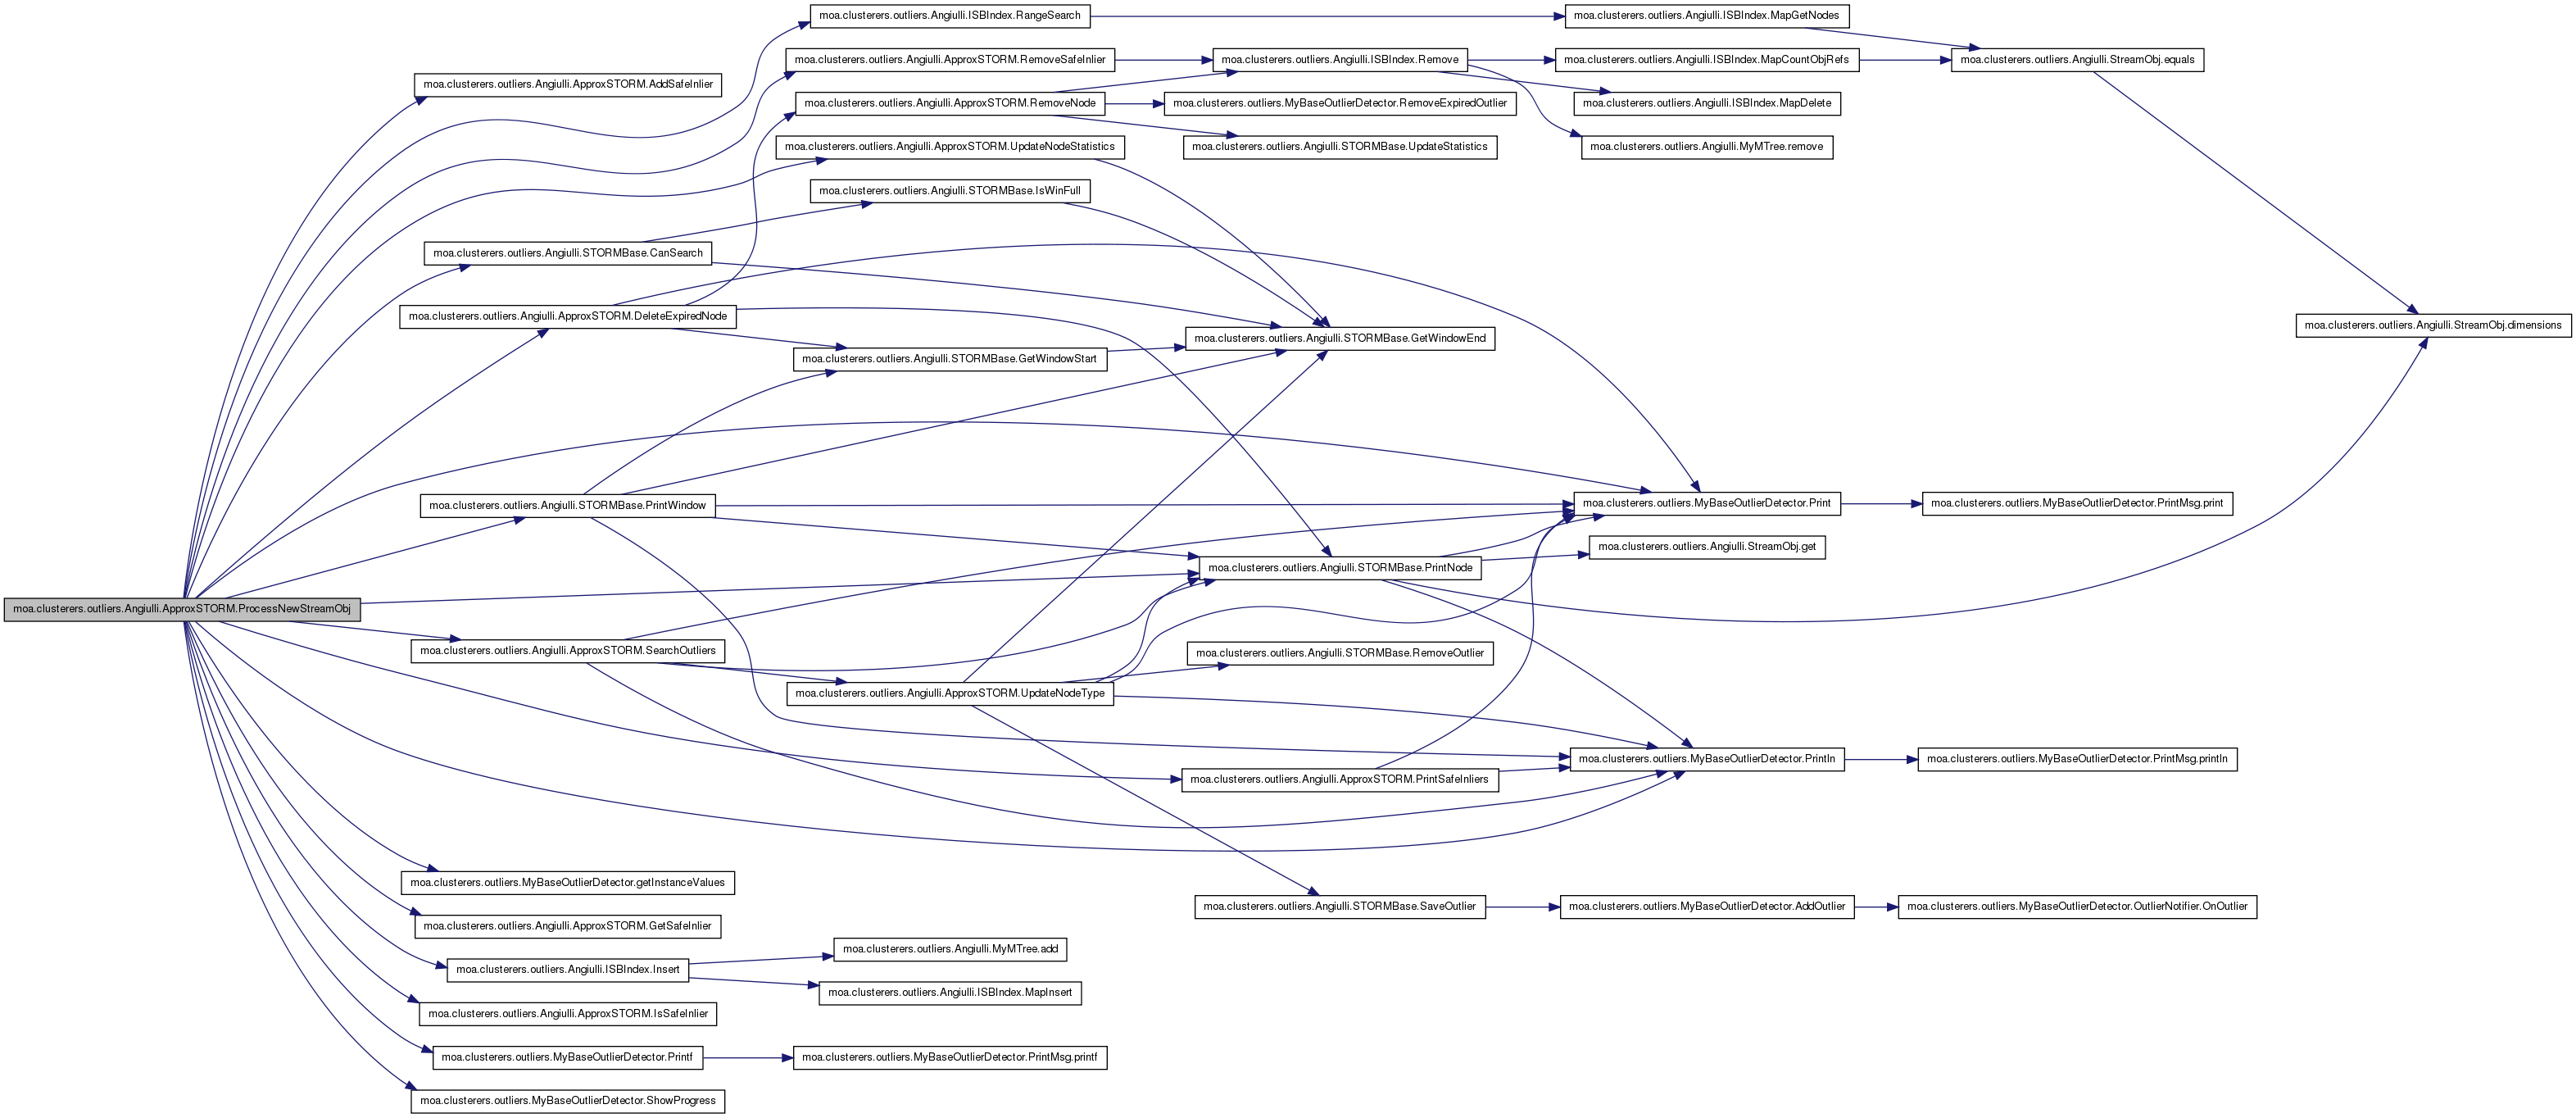 moa.clusterers.outliers.Angiulli.ISBIndex.RangeSearch
moa.clusterers.outliers.Angiulli.ISBIndex.MapGetNodes
moa.clusterers.outliers.Angiulli.ApproxSTORM.RemoveSafeInlier
moa.clusterers.outliers.Angiulli.ISBIndex.Remove
moa.clusterers.outliers.Angiulli.ISBIndex.MapCountObjRefs
moa.clusterers.outliers.Angiulli.StreamObj.equals
moa.clusterers.outliers.Angiulli.ApproxSTORM.AddSafeInlier
moa.clusterers.outliers.Angiulli.ApproxSTORM.RemoveNode
moa.clusterers.outliers.MyBaseOutlierDetector.RemoveExpiredOutlier
moa.clusterers.outliers.Angiulli.ISBIndex.MapDelete
moa.clusterers.outliers.Angiulli.ApproxSTORM.UpdateNodeStatistics
moa.clusterers.outliers.Angiulli.STORMBase.UpdateStatistics
moa.clusterers.outliers.Angiulli.MyMTree.remove
moa.clusterers.outliers.Angiulli.STORMBase.IsWinFull
moa.clusterers.outliers.Angiulli.STORMBase.CanSearch
moa.clusterers.outliers.Angiulli.ApproxSTORM.DeleteExpiredNode
moa.clusterers.outliers.Angiulli.StreamObj.dimensions
moa.clusterers.outliers.Angiulli.STORMBase.GetWindowEnd
moa.clusterers.outliers.Angiulli.STORMBase.GetWindowStart
moa.clusterers.outliers.Angiulli.STORMBase.PrintWindow
moa.clusterers.outliers.MyBaseOutlierDetector.Print
moa.clusterers.outliers.MyBaseOutlierDetector.PrintMsg.print
moa.clusterers.outliers.Angiulli.StreamObj.get
moa.clusterers.outliers.Angiulli.STORMBase.PrintNode
moa.clusterers.outliers.Angiulli.ApproxSTORM.ProcessNewStreamObj
moa.clusterers.outliers.Angiulli.ApproxSTORM.SearchOutliers
moa.clusterers.outliers.Angiulli.STORMBase.RemoveOutlier
moa.clusterers.outliers.Angiulli.ApproxSTORM.UpdateNodeType
moa.clusterers.outliers.MyBaseOutlierDetector.Println
moa.clusterers.outliers.MyBaseOutlierDetector.PrintMsg.println
moa.clusterers.outliers.Angiulli.ApproxSTORM.PrintSafeInliers
moa.clusterers.outliers.MyBaseOutlierDetector.getInstanceValues
moa.clusterers.outliers.Angiulli.STORMBase.SaveOutlier
moa.clusterers.outliers.MyBaseOutlierDetector.AddOutlier
moa.clusterers.outliers.MyBaseOutlierDetector.OutlierNotifier.OnOutlier
moa.clusterers.outliers.Angiulli.ApproxSTORM.GetSafeInlier
moa.clusterers.outliers.Angiulli.MyMTree.add
moa.clusterers.outliers.Angiulli.ISBIndex.Insert
moa.clusterers.outliers.Angiulli.ISBIndex.MapInsert
moa.clusterers.outliers.Angiulli.ApproxSTORM.IsSafeInlier
moa.clusterers.outliers.MyBaseOutlierDetector.Printf
moa.clusterers.outliers.MyBaseOutlierDetector.PrintMsg.printf
moa.clusterers.outliers.MyBaseOutlierDetector.ShowProgress